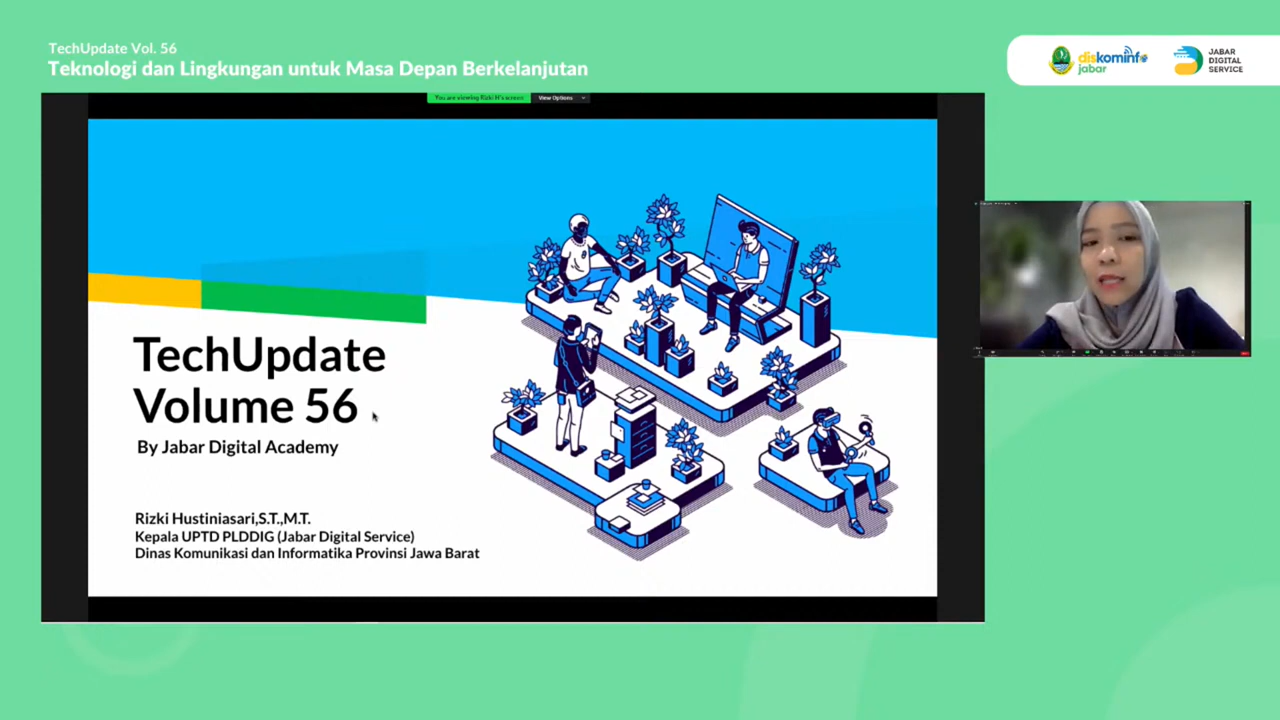 TechUpdate Vol. 56
Teknologi dan Lingkungan untuk Masa Depan Berkelanjutan
diskominfo
jabar
JABAR
DIGITAL
SERVICE
You are viewing Rizki H's screen
View Options
TechUpdate
Volume 56
By Jabar Digital Academy
Rizki Hustiniasari,S.T.,M.T.
Kepala UPTD PLDDIG (Jabar Digital Service)
Dinas Komunikasi dan Informatika Provinsi Jawa Barat